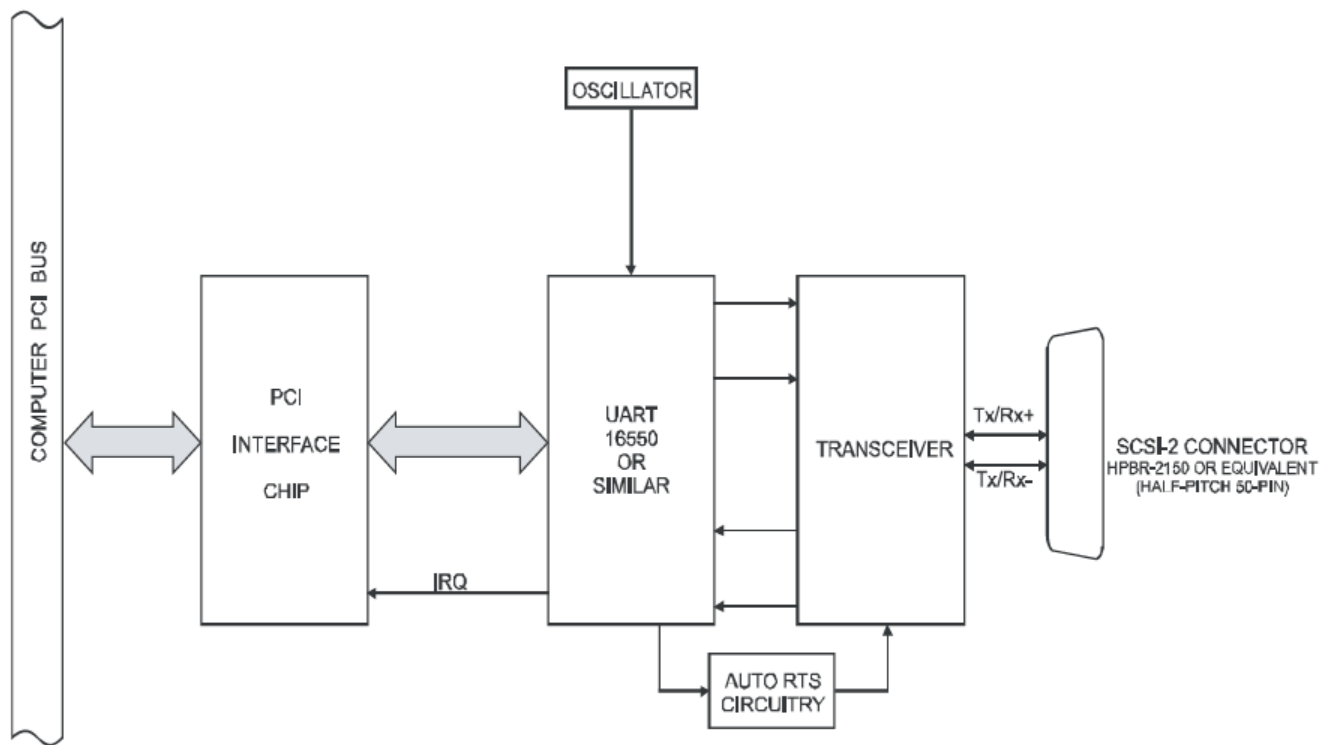 COMPUTER PCI BUS
OSCILLATOR
PCI
INTERFACE
CHIP
UART
16550
OR
SIMILAR
TRANSCEIVER
Tx/Rx+
Tx/Rx-
SCSI-2 CONNECTOR
HPBR-2150 OR EQUIVALENT
(HALF-PITCH 50-PIN)
IRQ
AUTO RTS
CIRCUITRY